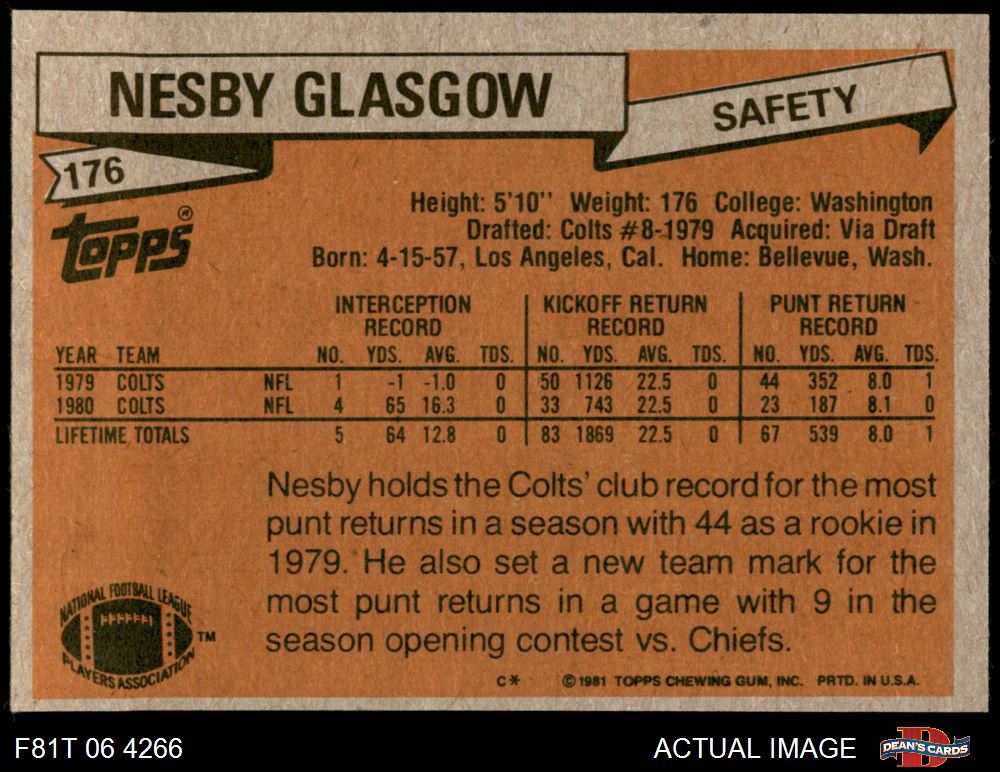 NESBY GLASGOW
SAFETY
176
TOPPS®
Height: 5'10'' Weight: 176 College: Washington
Drafted: Colts #8-1979 Acquired: Via Draft
Born: 4-15-57, Los Angeles, Cal. Home: Bellevue, Wash.
INTERCEPTION RECORD KICKOFF RETURN RECORD PUNT RETURN RECORD
YEAR TEAM NO. YDS. AVG. TDS. NO. YDS. AVG. TDS. NO. YDS. AVG. TDS.
1979 COLTS NFL 1 -1 -1.0 0 50 1126 22.5 0 44 352 8.0 1
1980 COLTS NFL 4 65 16.3 0 33 743 22.5 0 23 187 8.1 0
LIFETIME TOTALS 5 64 12.8 0 83 1869 22.5 0 67 539 8.0 1
Nesby holds the Colts' club record for the most
punt returns in a season with 44 as a rookie in
1979. He also set a new team mark for the
most punt returns in a game with 9 in the
season opening contest vs. Chiefs.
NATIONAL FOOTBALL LEAGUE
PLAYERS ASSOCIATION
TM
C* ©1981 TOPPS CHEWING GUM, INC. PRTD. IN U.S.A.
F81T 06 4266
ACTUAL IMAGE
D
DEAN'S CARDS